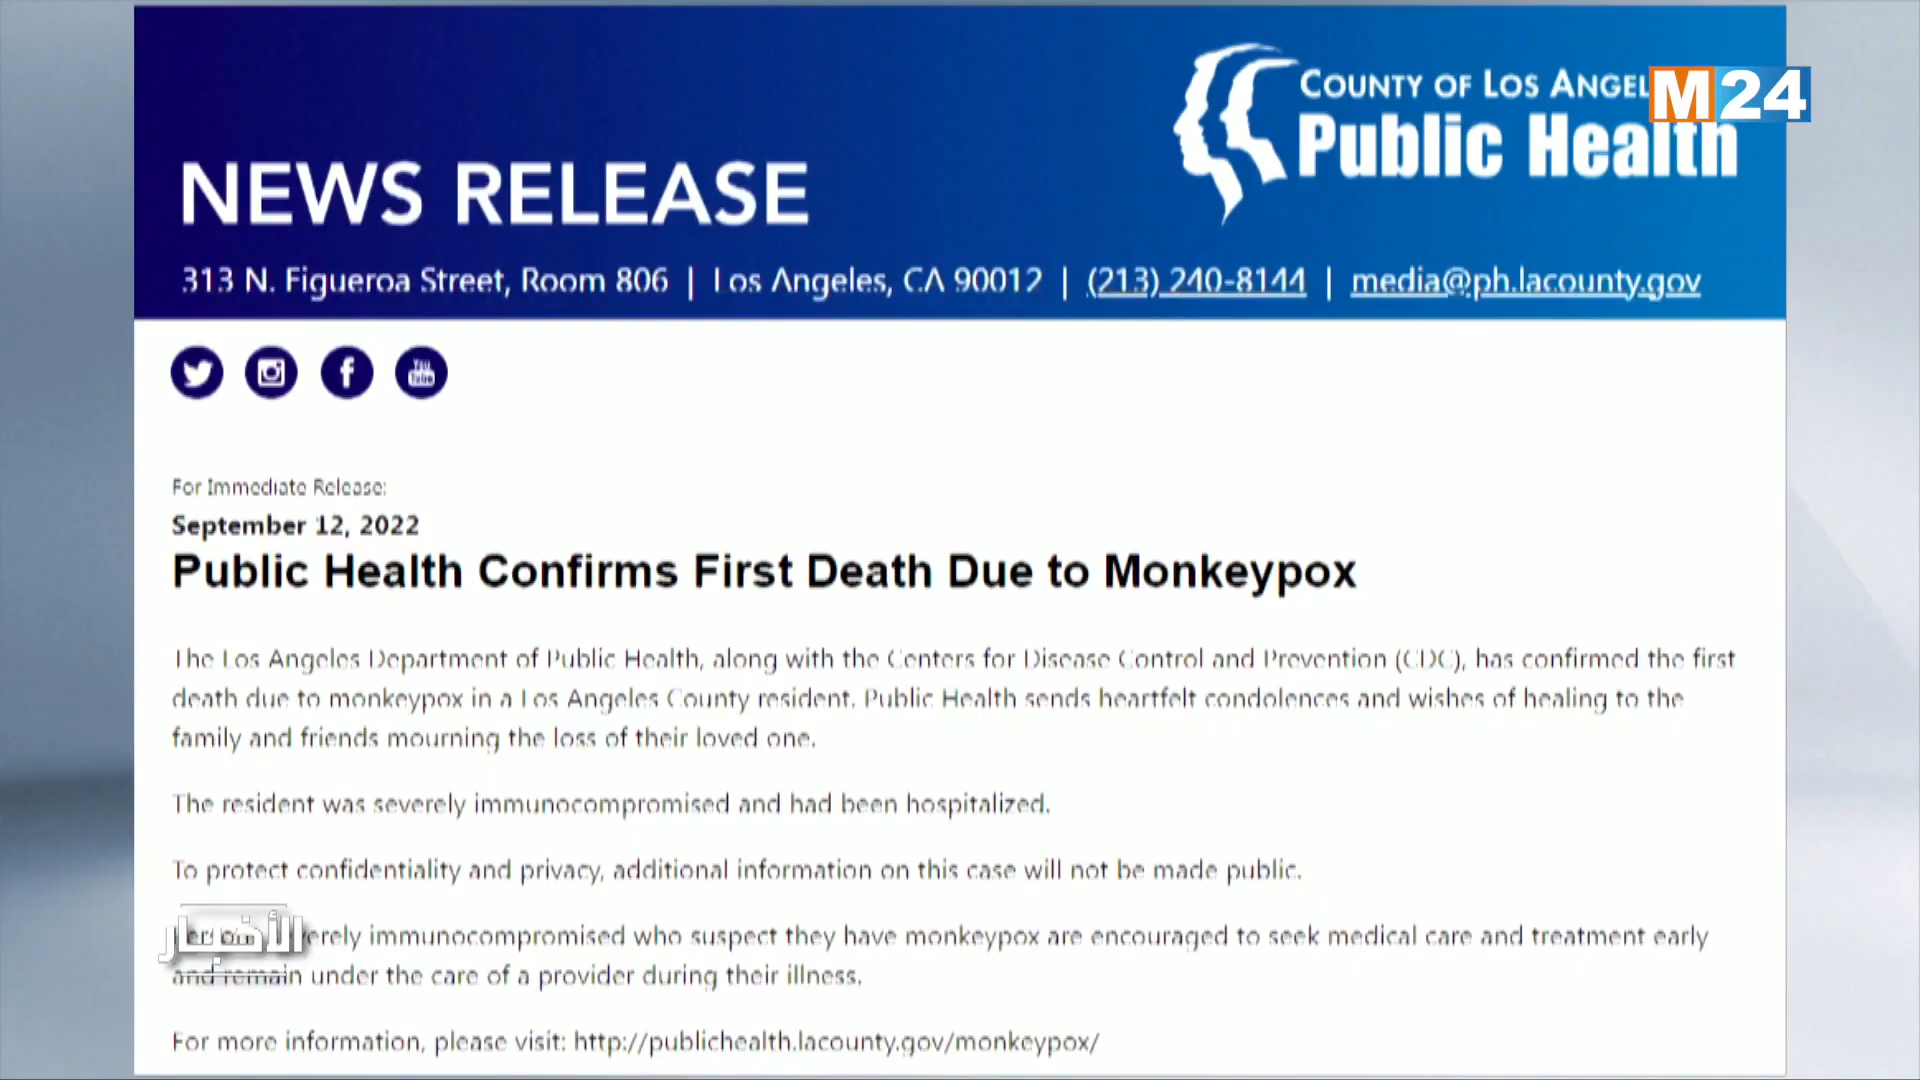 COUNTY OF LOS ANGEL
M24
Public Health
NEWS RELEASE
313 N. Figueroa Street, Room 806 | Los Angeles, CA 90012 | (213) 240-8144 | media@ph.lacounty.gov
You Tube
For Immediate Release:
September 12, 2022
Public Health Confirms First Death Due to Monkeypox
The Los Angeles Department of Public Health, along with the Centers for Disease Control and Prevention (CDC), has confirmed the first
death due to monkeypox in a Los Angeles County resident. Public Health sends heartfelt condolences and wishes of healing to the
family and friends mourning the loss of their loved one.
The resident was severely immunocompromised and had been hospitalized.
To protect confidentiality and privacy, additional information on this case will not be made public.
الأخبار
immunocompromised who suspect they have monkeypox are encouraged to seek medical care and treatment early
and remain under the care of a provider during their illness.
For more information, please visit: http://publichealth.lacounty.gov/monkeypox/